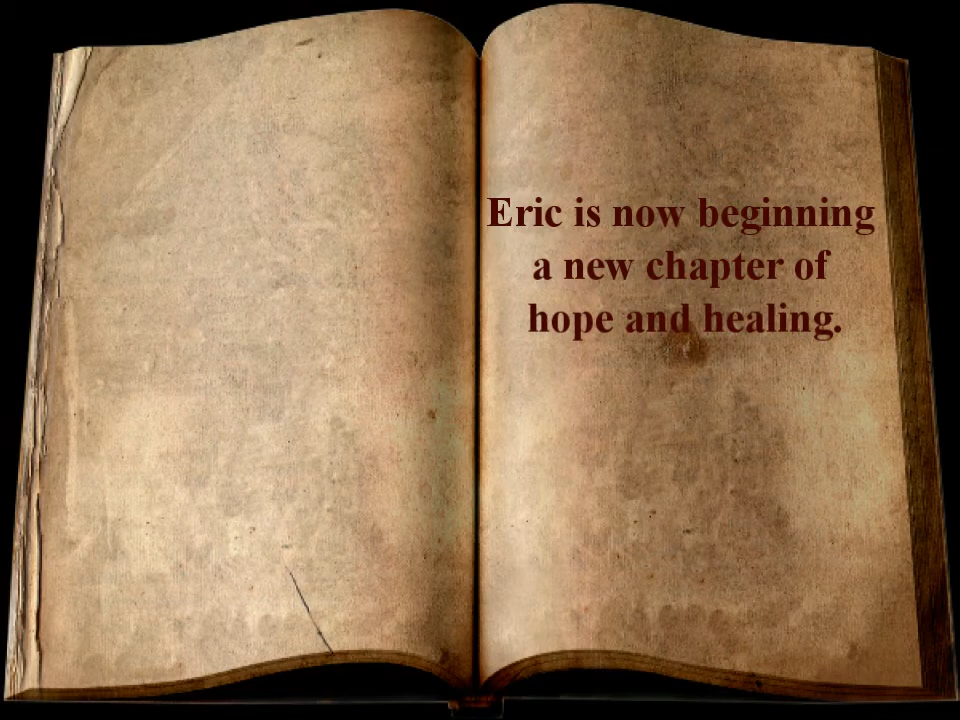 Eric is now beginning
a new chapter of
hope and healing.